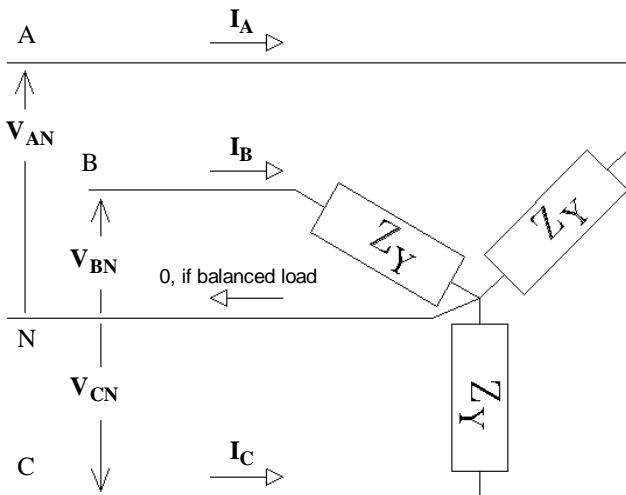 A
I_A
V_AN
B
I_B
Z_Y
Z_Y
V_BN
0, if balanced load
N
V_CN
Z_Y
C
I_C